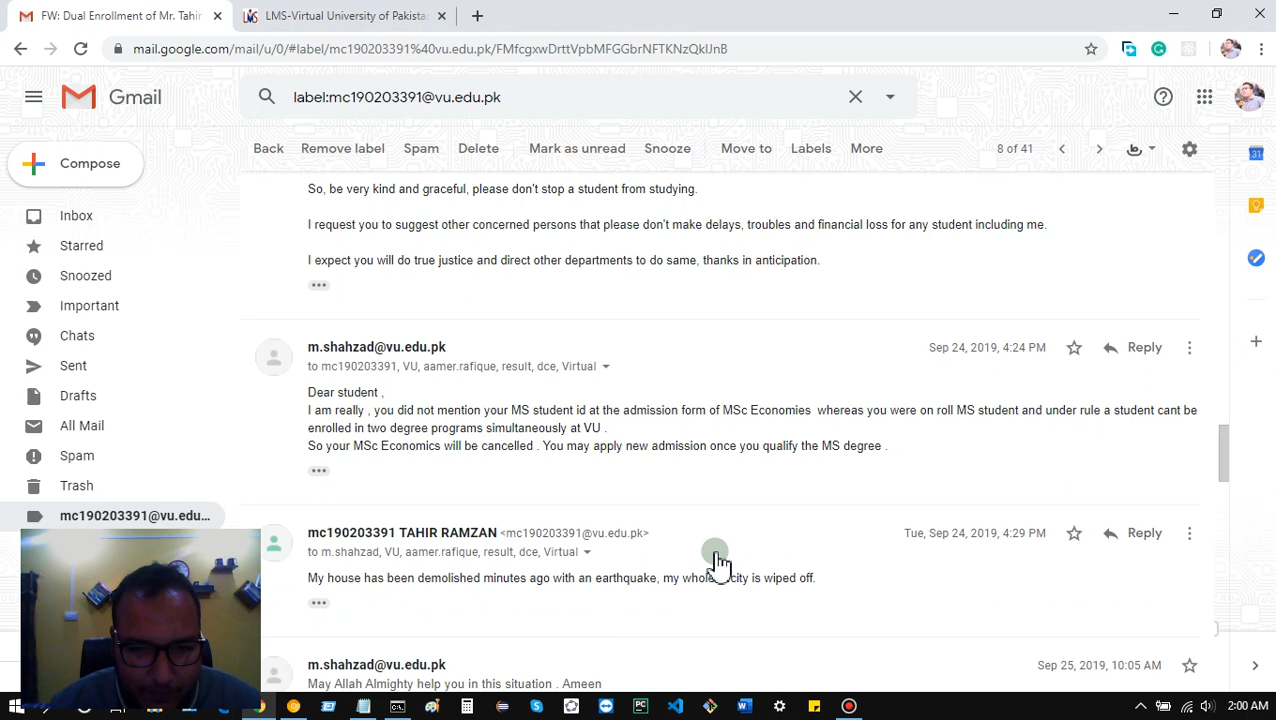 FW: Dual Enrollment of Mr. Tahir
LMS-Virtual University of Pakista
mail.google.com/mail/u/0/#label/mc190203391%40vu.edu.pk/FMfcgxwDrttVpbMFGGbrNFTKNzQkIJnB
Gmail
label:mc190203391@vu.edu.pk
Compose
Back Remove label Spam Delete Mark as unread Snooze Move to Labels More 8 of 41
Inbox
Starred
Snoozed
Important
Chats
Sent
Drafts
All Mail
Spam
Trash
mc190203391@vu.edu...
So, be very kind and graceful, please don't stop a student from studying.
I request you to suggest other concerned persons that please don't make delays, troubles and financial loss for any student including me.
I expect you will do true justice and direct other departments to do same, thanks in anticipation.
m.shahzad@vu.edu.pk Sep 24, 2019, 4:24 PM Reply
to mc190203391, VU, aamer.rafique, result, dce, Virtual
Dear student ,
I am really , you did not mention your MS student id at the admission form of MSc Economies whereas you were on roll MS student and under rule a student cant be
enrolled in two degree programs simultaneously at VU .
So your MSc Economics will be cancelled . You may apply new admission once you qualify the MS degree .
mc190203391 TAHIR RAMZAN <mc190203391@vu.edu.pk> Tue, Sep 24, 2019, 4:29 PM Reply
to m.shahzad, VU, aamer.rafique, result, dce, Virtual
My house has been demolished minutes ago with an earthquake, my whole city is wiped off.
m.shahzad@vu.edu.pk Sep 25, 2019, 10:05 AM
May Allah Almighty help you in this situation . Ameen
2:00 AM